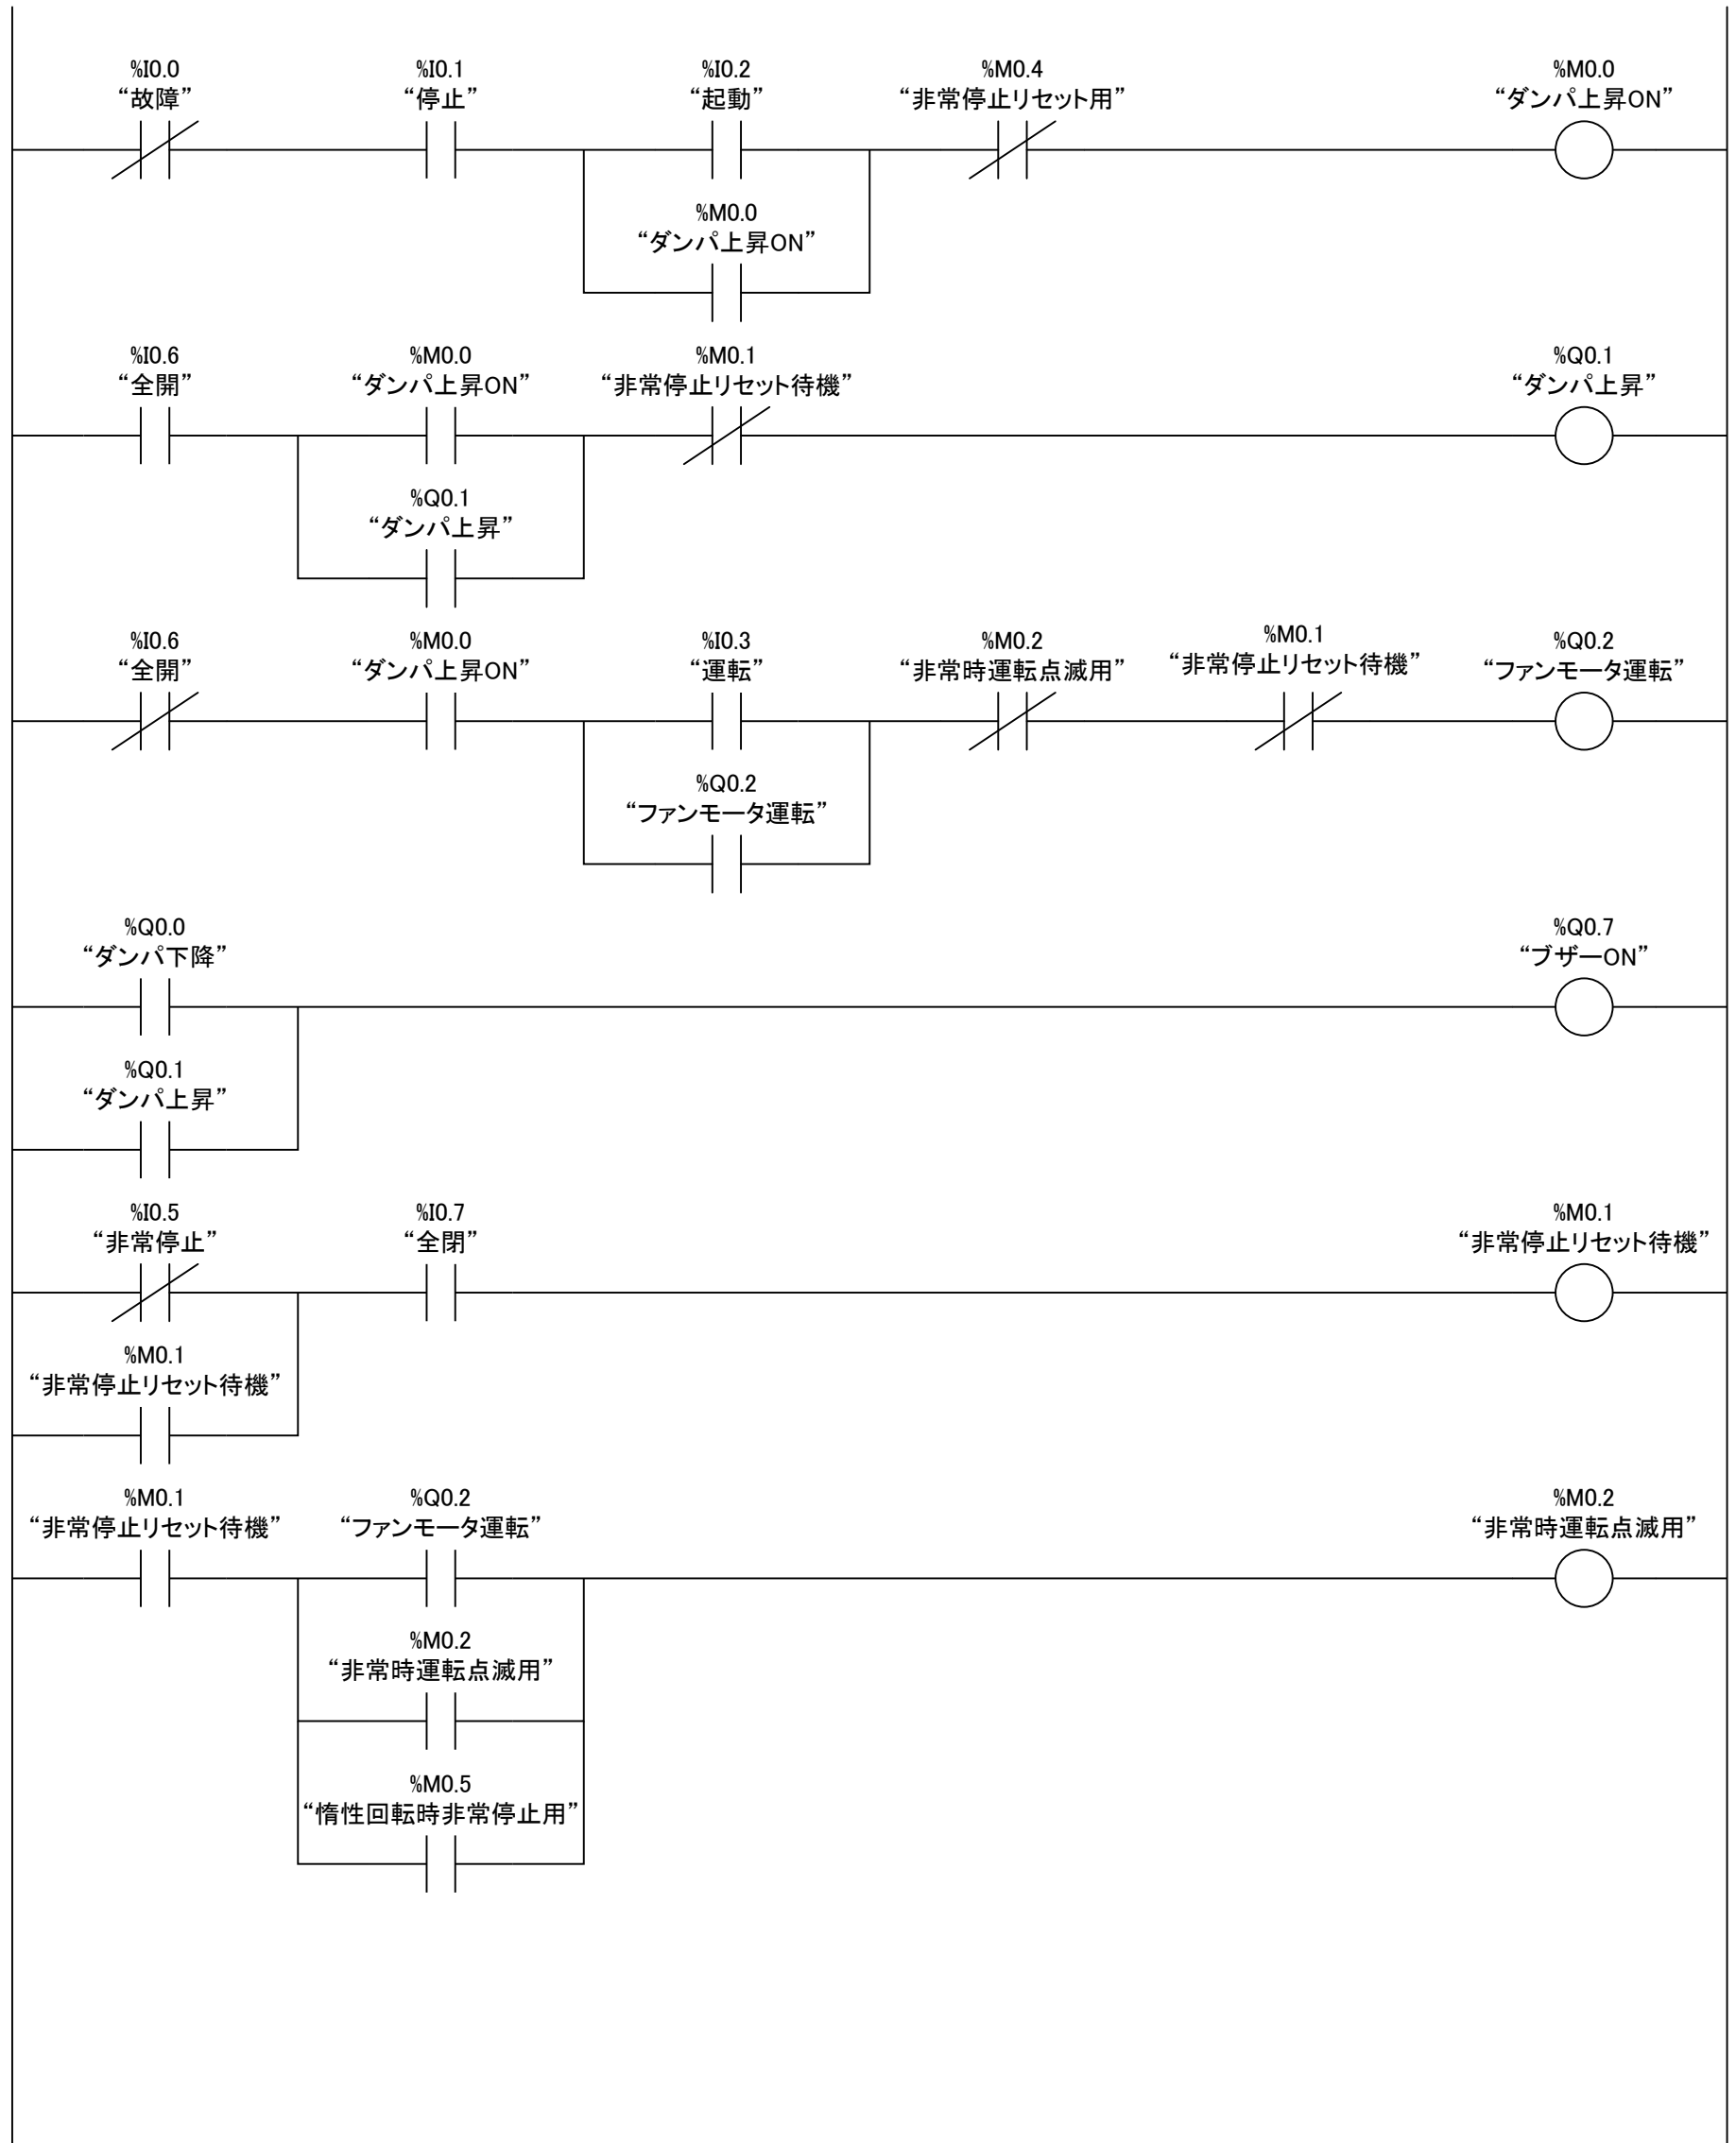 %I0.0
“故障”
%I0.1
“停止”
%I0.2
“起動”
%M0.4
“非常停止リセット用”
%M0.0
“ダンパ上昇ON”
%M0.0
“ダンパ上昇ON”
%I0.6
“全開”
%M0.0
“ダンパ上昇ON”
%M0.1
“非常停止リセット待機”
%Q0.1
“ダンパ上昇”
%Q0.1
“ダンパ上昇”
%I0.6
“全開”
%M0.0
“ダンパ上昇ON”
%I0.3
“運転”
%M0.2
“非常時運転点滅用”
%M0.1
“非常停止リセット待機”
%Q0.2
“ファンモータ運転”
%Q0.2
“ファンモータ運転”
%Q0.0
“ダンパ下降”
%Q0.7
“ブザーON”
%Q0.1
“ダンパ上昇”
%I0.5
“非常停止”
%I0.7
“全閉”
%M0.1
“非常停止リセット待機”
%M0.1
“非常停止リセット待機”
%M0.1
“非常停止リセット待機”
%Q0.2
“ファンモータ運転”
%M0.2
“非常時運転点滅用”
%M0.2
“非常時運転点滅用”
%M0.5
“惰性回転時非常停止用”